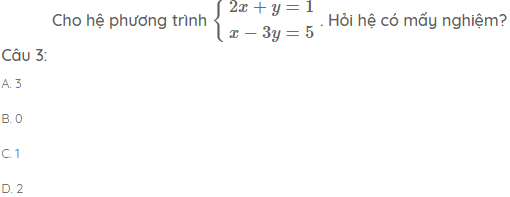 Cho hệ phương trình { 2x + y = 1
x − 3y = 5 . Hỏi hệ có mấy nghiệm?
Câu 3:
A. 3
B. 0
C. 1
D. 2